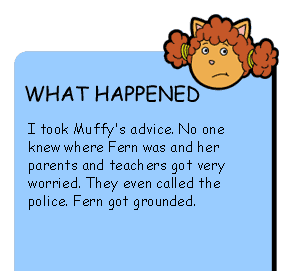 WHAT HAPPENED
I took Muffy's advice. No one
knew where Fern was and her
parents and teachers got very
worried. They even called the
police. Fern got grounded.